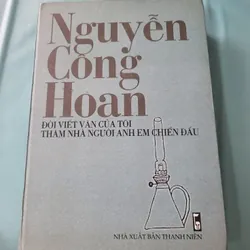 Nguyễn
Công
Hoan
ĐỜI VIẾT VĂN CỦA TÔI
THĂM NHÀ NGƯỜI ANH EM CHIẾN ĐẤU
NHÀ XUẤT BẢN THANH NIÊN